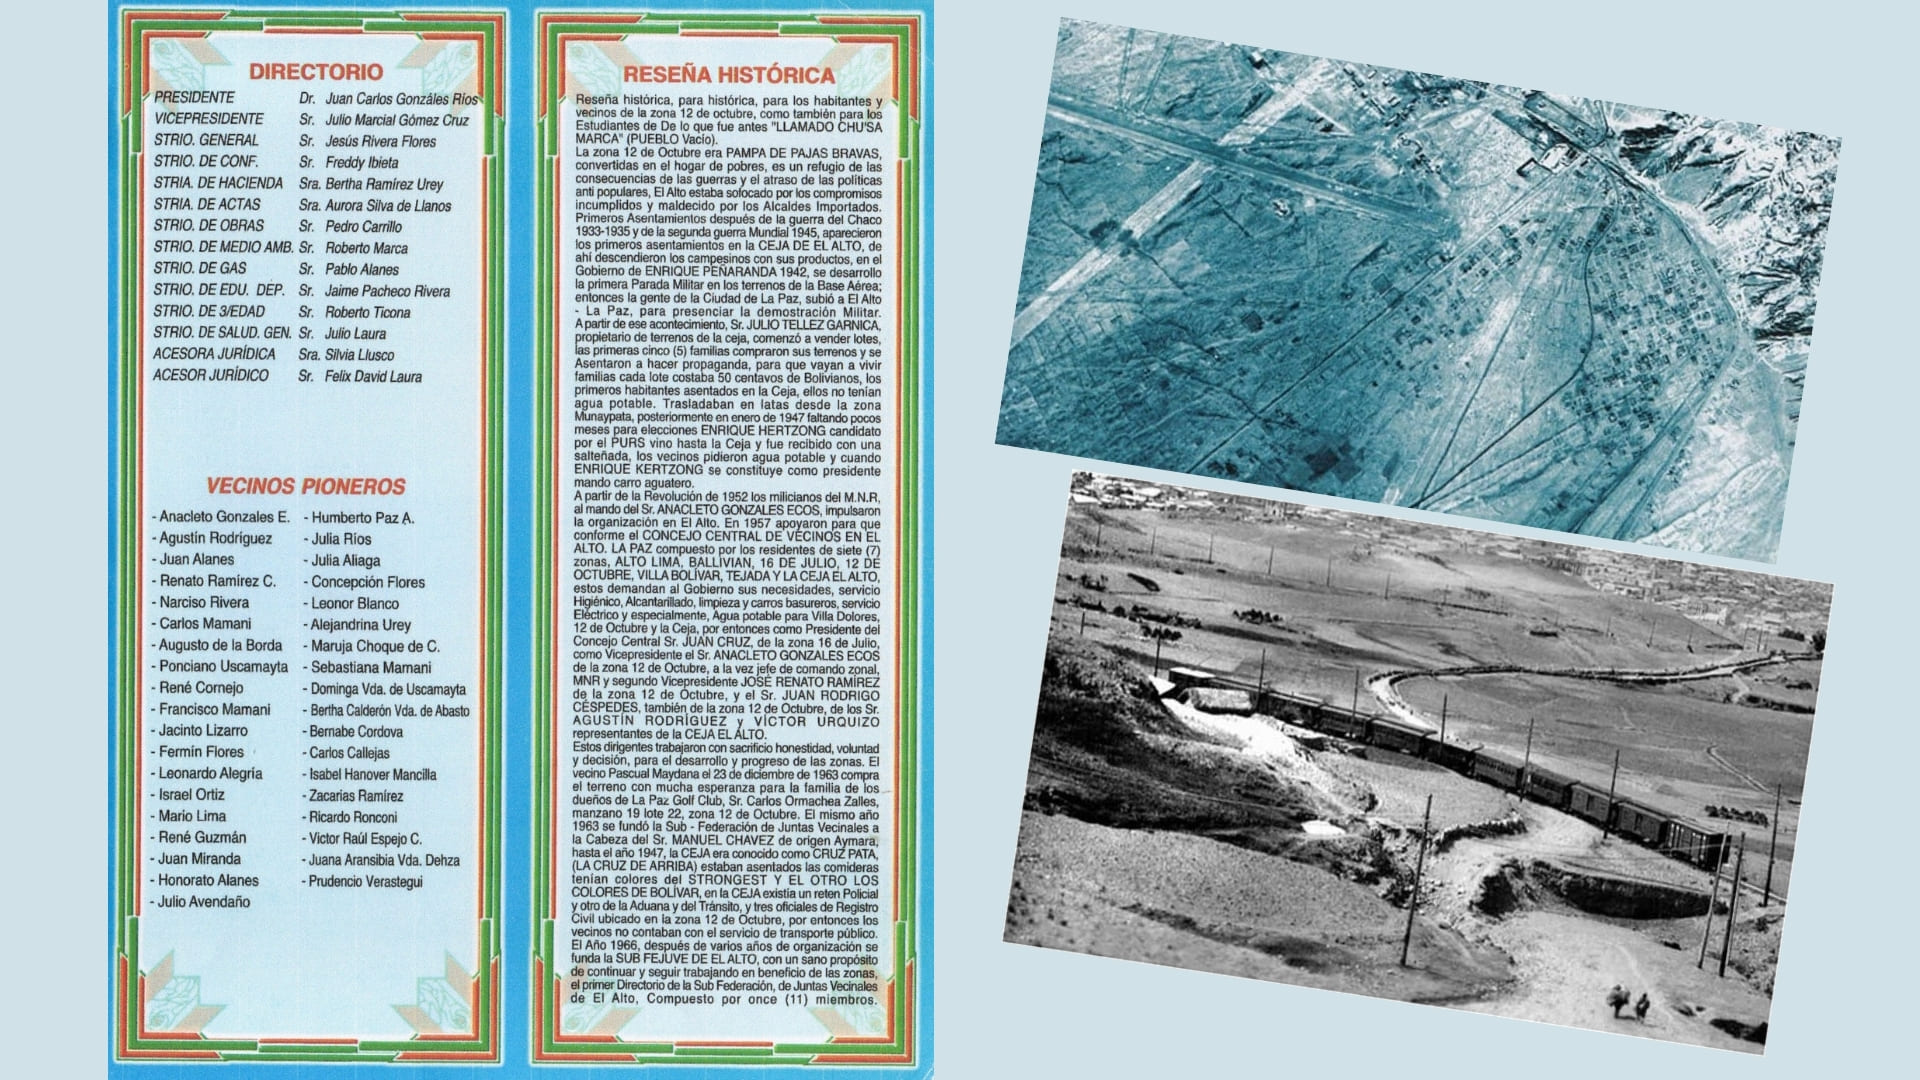 DIRECTORIO
PRESIDENTE Dr. Juan Carlos Gonzáles Ríos
VICEPRESIDENTE Sr. Julio Marcial Gómez Cruz
STRIO. GENERAL Sr. Jesús Rivera Flores
STRIO. DE CONF. Sr. Freddy Ibieta
STRIA. DE HACIENDA Sra. Bertha Ramírez Urey
STRIA. DE ACTAS Sra. Aurora Silva de Llanos
STRIO. DE OBRAS Sr. Pedro Carrillo
STRIO. DE MEDIO AMB. Sr. Roberto Marca
STRIO. DE GAS Sr. Pablo Alanes
STRIO. DE EDU. DEP. Sr. Jaime Pacheco Rivera
STRIO. DE 3/EDAD Sr. Roberto Ticona
STRIO. DE SALUD. GEN. Sr. Julio Laura
ACESORA JURÍDICA Sra. Silvia Llusco
ACESOR JURÍDICO Sr. Felix David Laura
VECINOS PIONEROS
- Anacleto Gonzales E.
- Agustín Rodríguez
- Juan Alanes
- Renato Ramírez C.
- Narciso Rivera
- Carlos Mamani
- Augusto de la Borda
- Ponciano Uscamayta
- René Cornejo
- Francisco Mamani
- Jacinto Lizarro
- Fermín Flores
- Leonardo Alegría
- Israel Ortiz
- Mario Lima
- René Guzmán
- Juan Miranda
- Honorato Alanes
- Julio Avendaño
- Humberto Paz A.
- Julia Ríos
- Julia Aliaga
- Concepción Flores
- Leonor Blanco
- Alejandrina Urey
- Maruja Choque de C.
- Sebastiana Mamani
- Dominga Vda. de Uscamayta
- Bertha Calderón Vda. de Abasto
- Bernabe Cordova
- Carlos Callejas
- Isabel Hanover Mancilla
- Zacarias Ramírez
- Ricardo Ronconi
- Victor Raúl Espejo C.
- Juana Aransibia Vda. Dehza
- Prudencio Verastegui
RESEÑA HISTÓRICA
Reseña histórica, para histórica, para los habitantes y
vecinos de la zona 12 de octubre, como también para los
Estudiantes de De lo que fue antes "LLAMADO CHU'SA
MARCA" (PUEBLO Vacío).
La zona 12 de Octubre era PAMPA DE PAJAS BRAVAS,
convertidas en el hogar de pobres, es un refugio de las
consecuencias de las guerras y el atraso de las políticas
anti populares, El Alto estaba sofocado por los compromisos
incumplidos y maldecido por los Alcaldes Importados.
Primeros Asentamientos después de la guerra del Chaco
1933-1935 y de la segunda guerra Mundial 1945, aparecieron
los primeros asentamientos en la CEJA DE EL ALTO, de
ahí descendieron los campesinos con sus productos, en el
Gobierno de ENRIQUE PEÑARANDA 1942, se desarrollo
la primera Parada Militar en los terrenos de la Base Aérea;
entonces la gente de la Ciudad de La Paz, subió a El Alto
- La Paz, para presenciar la demostración Militar.
A partir de ese acontecimiento, Sr. JULIO TELLEZ GARNICA,
propietario de terrenos de la ceja, comenzó a vender lotes,
las primeras cinco (5) familias compraron sus terrenos y se
Asentaron a hacer propaganda, para que vayan a vivir
familias cada lote costaba 50 centavos de Bolivianos, los
primeros habitantes asentados en la Ceja, ellos no tenían
agua potable. Trasladaban en latas desde la zona
Munaypata, posteriormente en enero de 1947 faltando pocos
meses para elecciones ENRIQUE HERTZONG candidato
por el PURS vino hasta la Ceja y fue recibido con una
salteñada, los vecinos pidieron agua potable y cuando
ENRIQUE KERTZONG se constituye como presidente
mando carro aguatero.
A partir de la Revolución de 1952 los milicianos del M.N.R,
al mando del Sr. ANACLETO GONZALES ECOS, impulsaron
la organización en El Alto. En 1957 apoyaron para que
conforme el CONCEJO CENTRAL DE VECINOS EN EL
ALTO. LA PAZ compuesto por los residentes de siete (7)
zonas, ALTO LIMA, BALLIVIAN, 16 DE JULIO, 12 DE
OCTUBRE, VILLA BOLÍVAR, TEJADA Y LA CEJA EL ALTO,
estos demandan al Gobierno sus necesidades, servicio
Higiénico, Alcantarillado, limpieza y carros basureros, servicio
Eléctrico y especialmente, Agua potable para Villa Dolores,
12 de Octubre y la Ceja, por entonces como Presidente del
Concejo Central Sr. JUAN CRUZ, de la zona 16 de Julio,
como Vicepresidente el Sr. ANACLETO GONZALES ECOS
de la zona 12 de Octubre, a la vez jefe de comando zonal,
MNR y segundo Vicepresidente JOSÉ RENATO RAMÍREZ
de la zona 12 de Octubre, y el Sr. JUAN RODRIGO
CÉSPEDES, también de la zona 12 de Octubre, de los Sr.
AGUSTÍN RODRÍGUEZ y VÍCTOR URQUIZO
representantes de la CEJA EL ALTO.
Estos dirigentes trabajaron con sacrificio honestidad, voluntad
y decisión, para el desarrollo y progreso de las zonas. El
vecino Pascual Maydana el 23 de diciembre de 1963 compra
el terreno con mucha esperanza para la familia de los
dueños de La Paz Golf Club, Sr. Carlos Ormachea Zalles,
manzano 19 lote 22, zona 12 de Octubre. El mismo año
1963 se fundó la Sub - Federación de Juntas Vecinales a
la Cabeza del Sr. MANUEL CHAVEZ de origen Aymara,
hasta el año 1947, la CEJA era conocido como CRUZ PATA,
(LA CRUZ DE ARRIBA) estaban asentados las comideras
tenían colores del STRONGEST Y EL OTRO LOS
COLORES DE BOLÍVAR, en la CEJA existía un reten Policial
y otro de la Aduana y del Tránsito, y tres oficiales de Registro
Civil ubicado en la zona 12 de Octubre, por entonces los
vecinos no contaban con el servicio de transporte público.
El Año 1966, después de varios años de organización se
funda la SUB FEJUVE DE EL ALTO, con un sano propósito
de continuar y seguir trabajando en beneficio de las zonas,
el primer Directorio de la Sub Federación, de Juntas Vecinales
de El Alto, Compuesto por once (11) miembros.